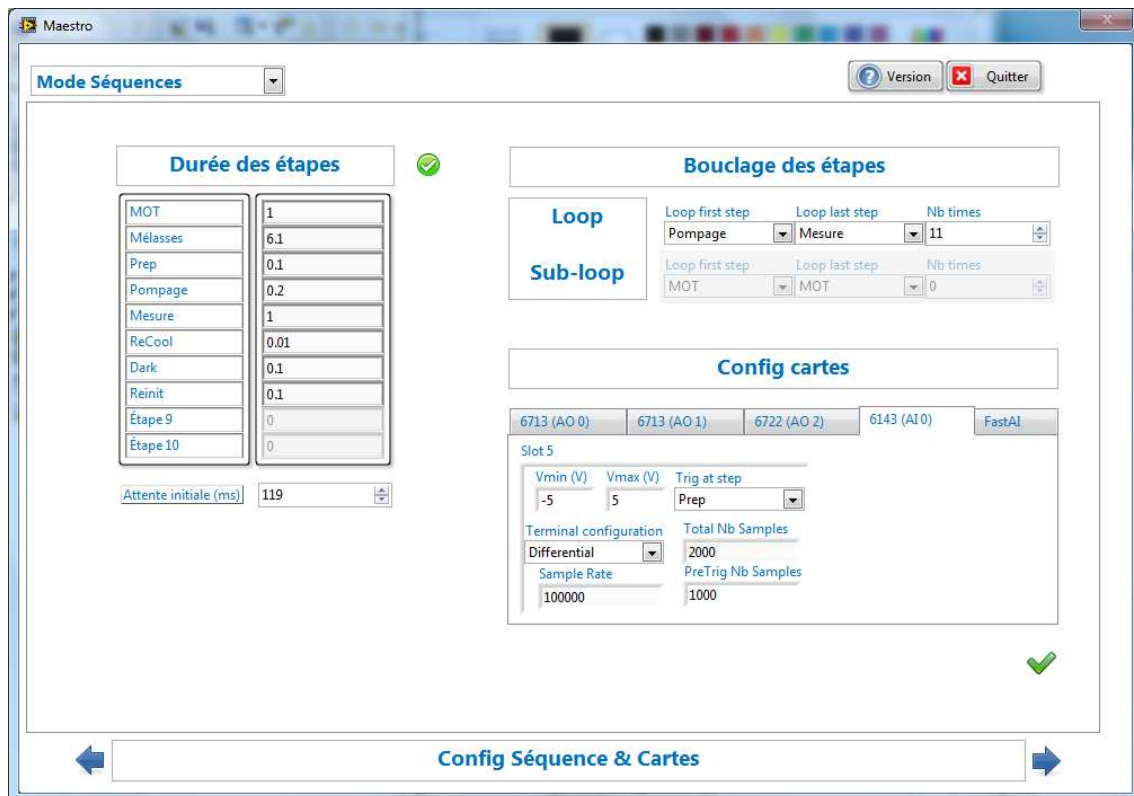 Maestro
Mode Séquences
Version
Quitter
Durée des étapes
MOT 1
Mélasses 6.1
Prep 0.1
Pompage 0.2
Mesure 1
ReCool 0.01
Dark 0.1
Reinit 0.1
Étape 9 0
Étape 10 0
Attente initiale (ms) 119
Bouclage des étapes
Loop
Loop first step Loop last step Nb times
Pompage Mesure 11
Sub-loop
Loop first step Loop last step Nb times
MOT MOT 0
Config cartes
6713 (AO 0) 6713 (AO 1) 6722 (AO 2) 6143 (AI 0) FastAI
Slot 5
Vmin (V) Vmax (V) Trig at step
-5 5 Prep
Terminal configuration Total Nb Samples
Differential 2000
Sample Rate PreTrig Nb Samples
100000 1000
Config Séquence & Cartes